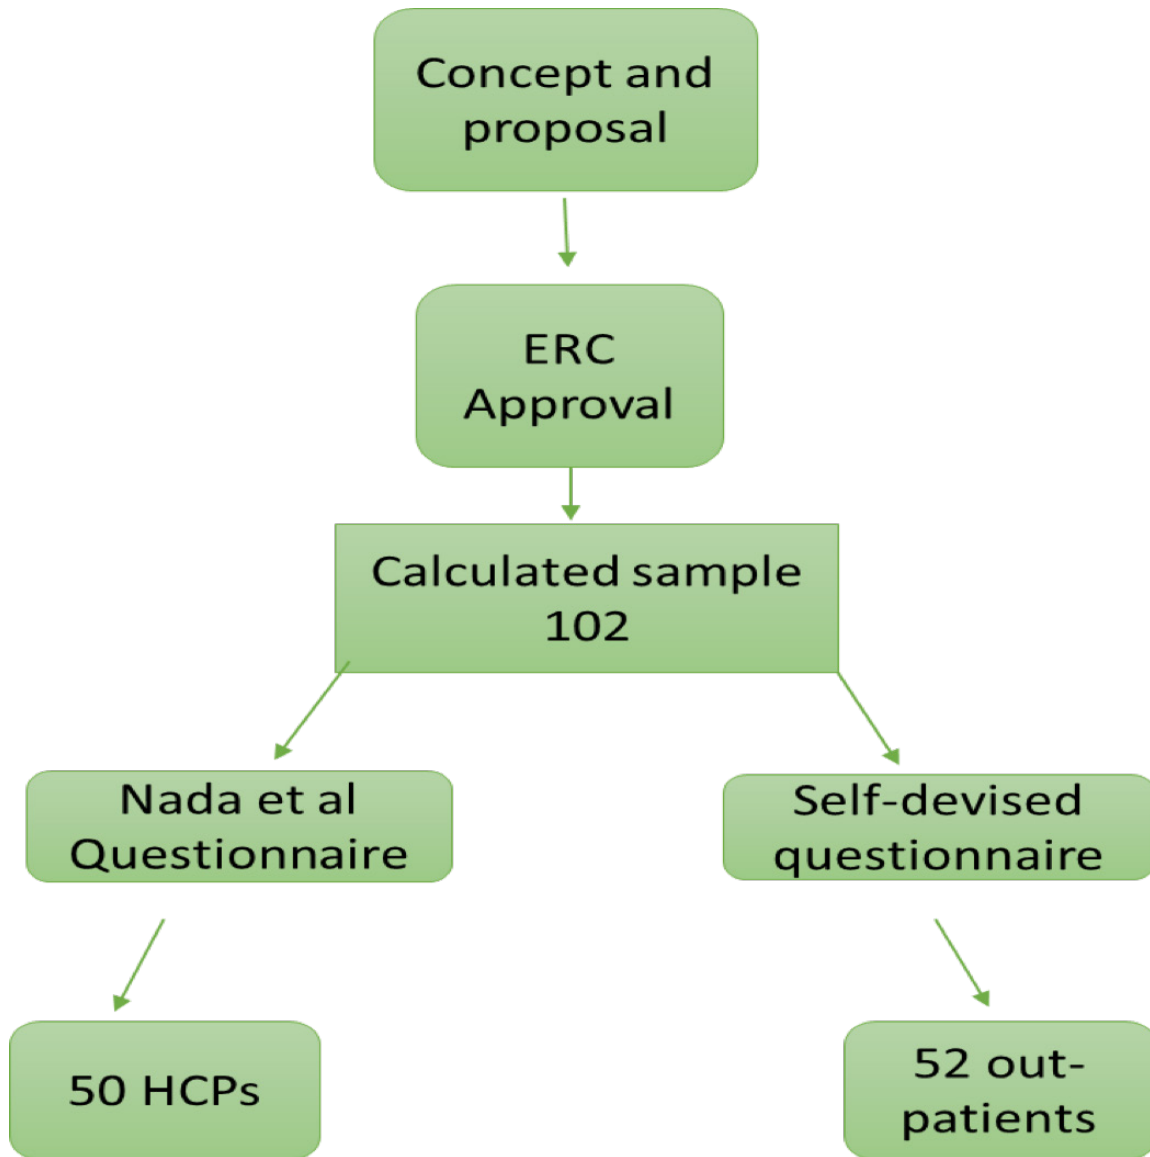 Concept and
proposal
ERC
Approval
Calculated sample
102
Nada et al
Questionnaire
Self-devised
questionnaire
50 HCPs
52 out-
patients